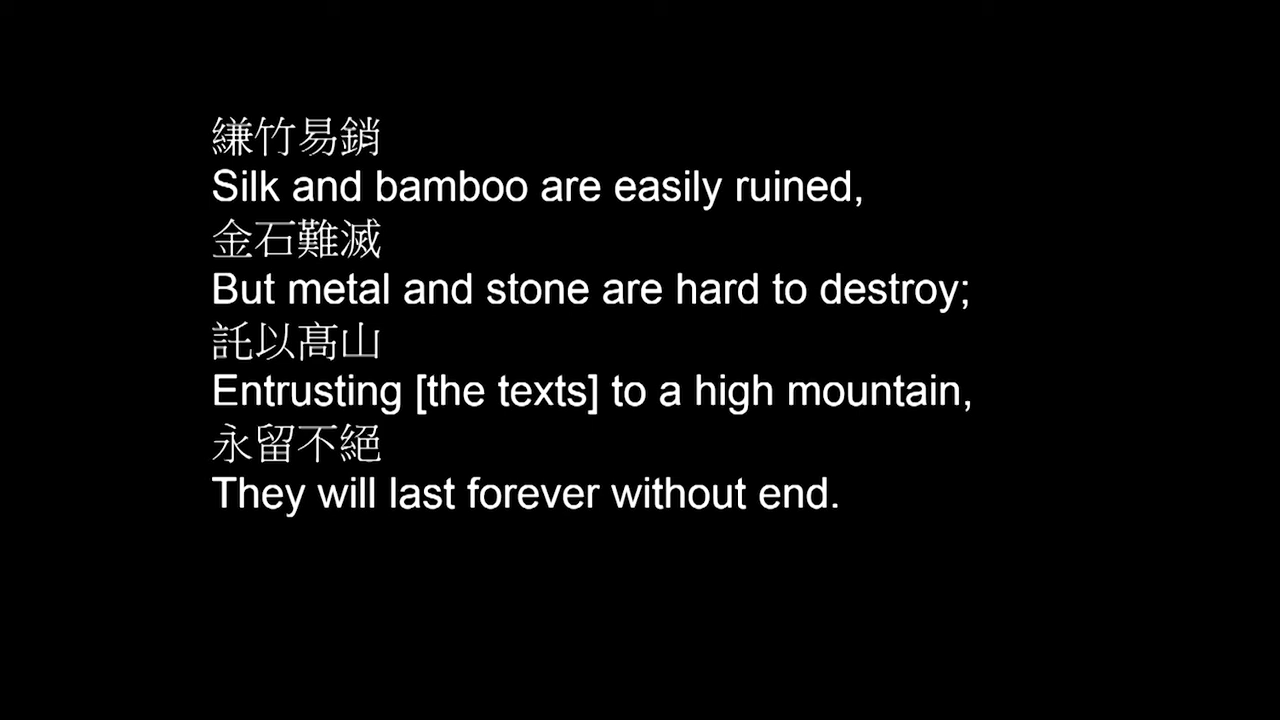 縑竹易銷
Silk and bamboo are easily ruined,
金石難滅
But metal and stone are hard to destroy;
託以髙山
Entrusting [the texts] to a high mountain,
永留不絕
They will last forever without end.